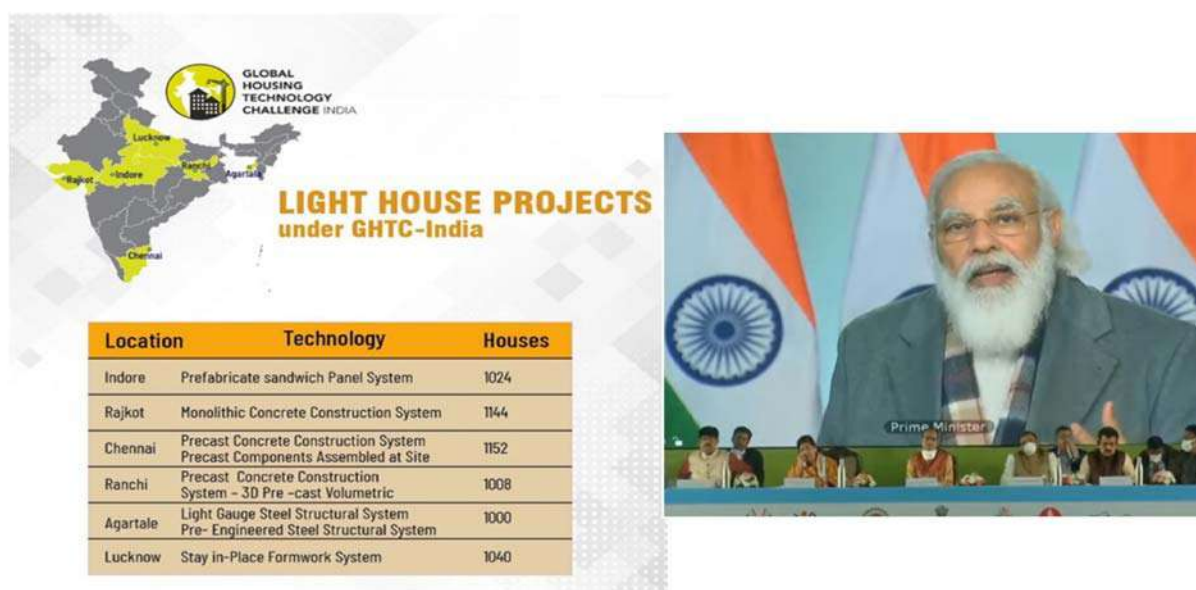 GLOBAL
HOUSING
TECHNOLOGY
CHALLENGE INDIA
Lucknow
Ranchi
Agartala
Rajkot
Indore
Chennai
LIGHT HOUSE PROJECTS
under GHTC-India
Location Technology Houses
Indore Prefabricate sandwich Panel System 1024
Rajkot Monolithic Concrete Construction System 1144
Chennai Precast Concrete Construction System 1152
Precast Components Assembled at Site
Ranchi Precast Concrete Construction 1008
System – 3D Pre –cast Volumetric
Agartale Light Gauge Steel Structural System 1000
Pre- Engineered Steel Structural System
Lucknow Stay in-Place Formwork System 1040
Prime Minister